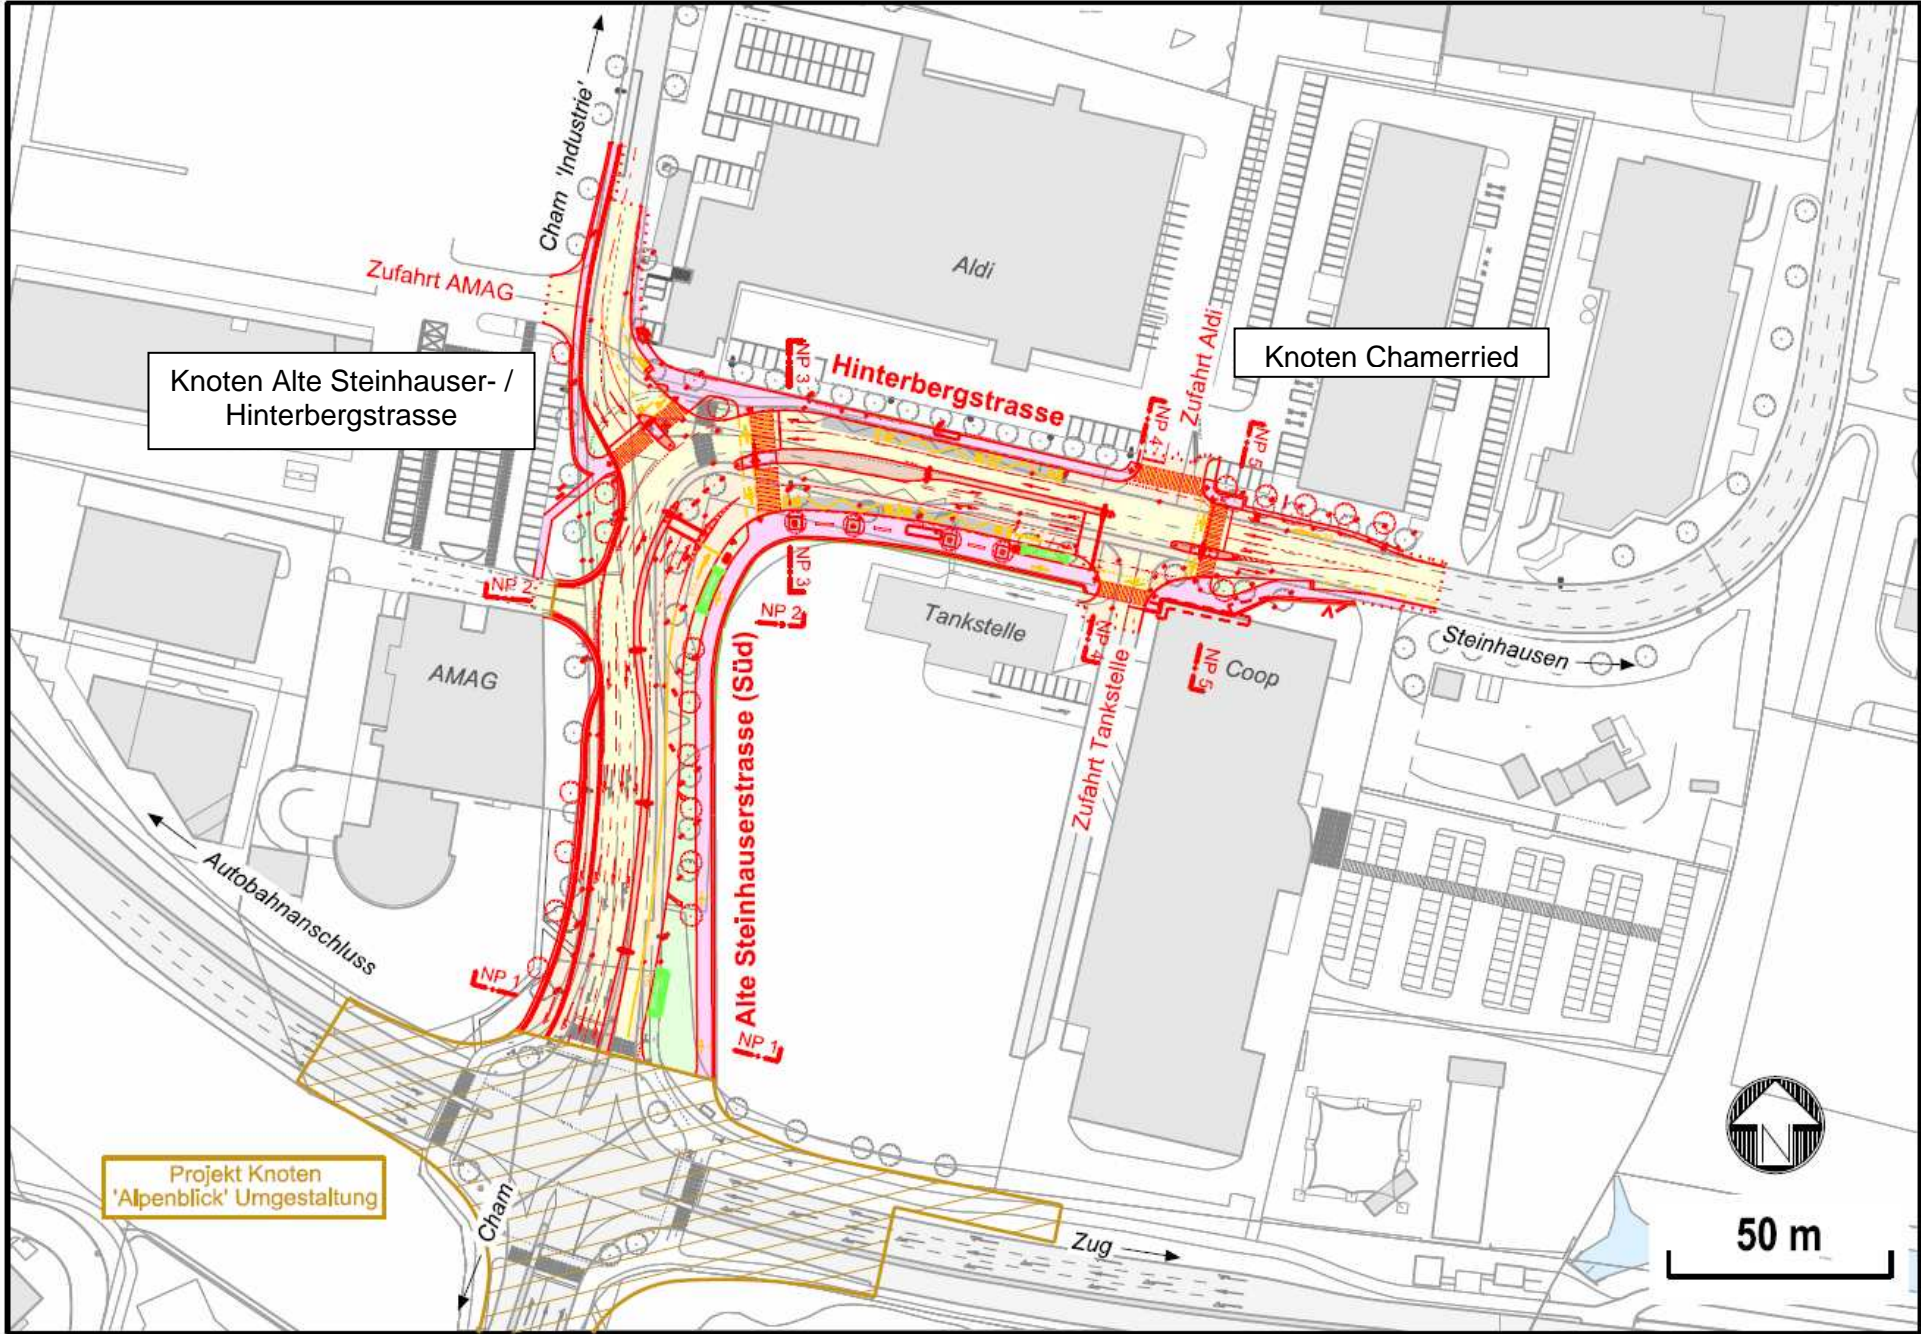 Cham 'Industrie'
Zufahrt AMAG
Aldi
Knoten Alte Steinhauser- /
Hinterbergstrasse
Knoten Chamerried
NP 3
Hinterbergstrasse
Zufahrt Aldi
NP 4
NP 5
NP 2
NP 3
NP 2
Tankstelle
NP 4
NP 5
Coop
Steinhausen
AMAG
Alte Steinhauserstrasse (Süd)
Zufahrt Tankstelle
Autobahnanschluss
NP 1
NP 1
Projekt Knoten
'Alpenblick' Umgestaltung
Cham
Zug
N
50 m